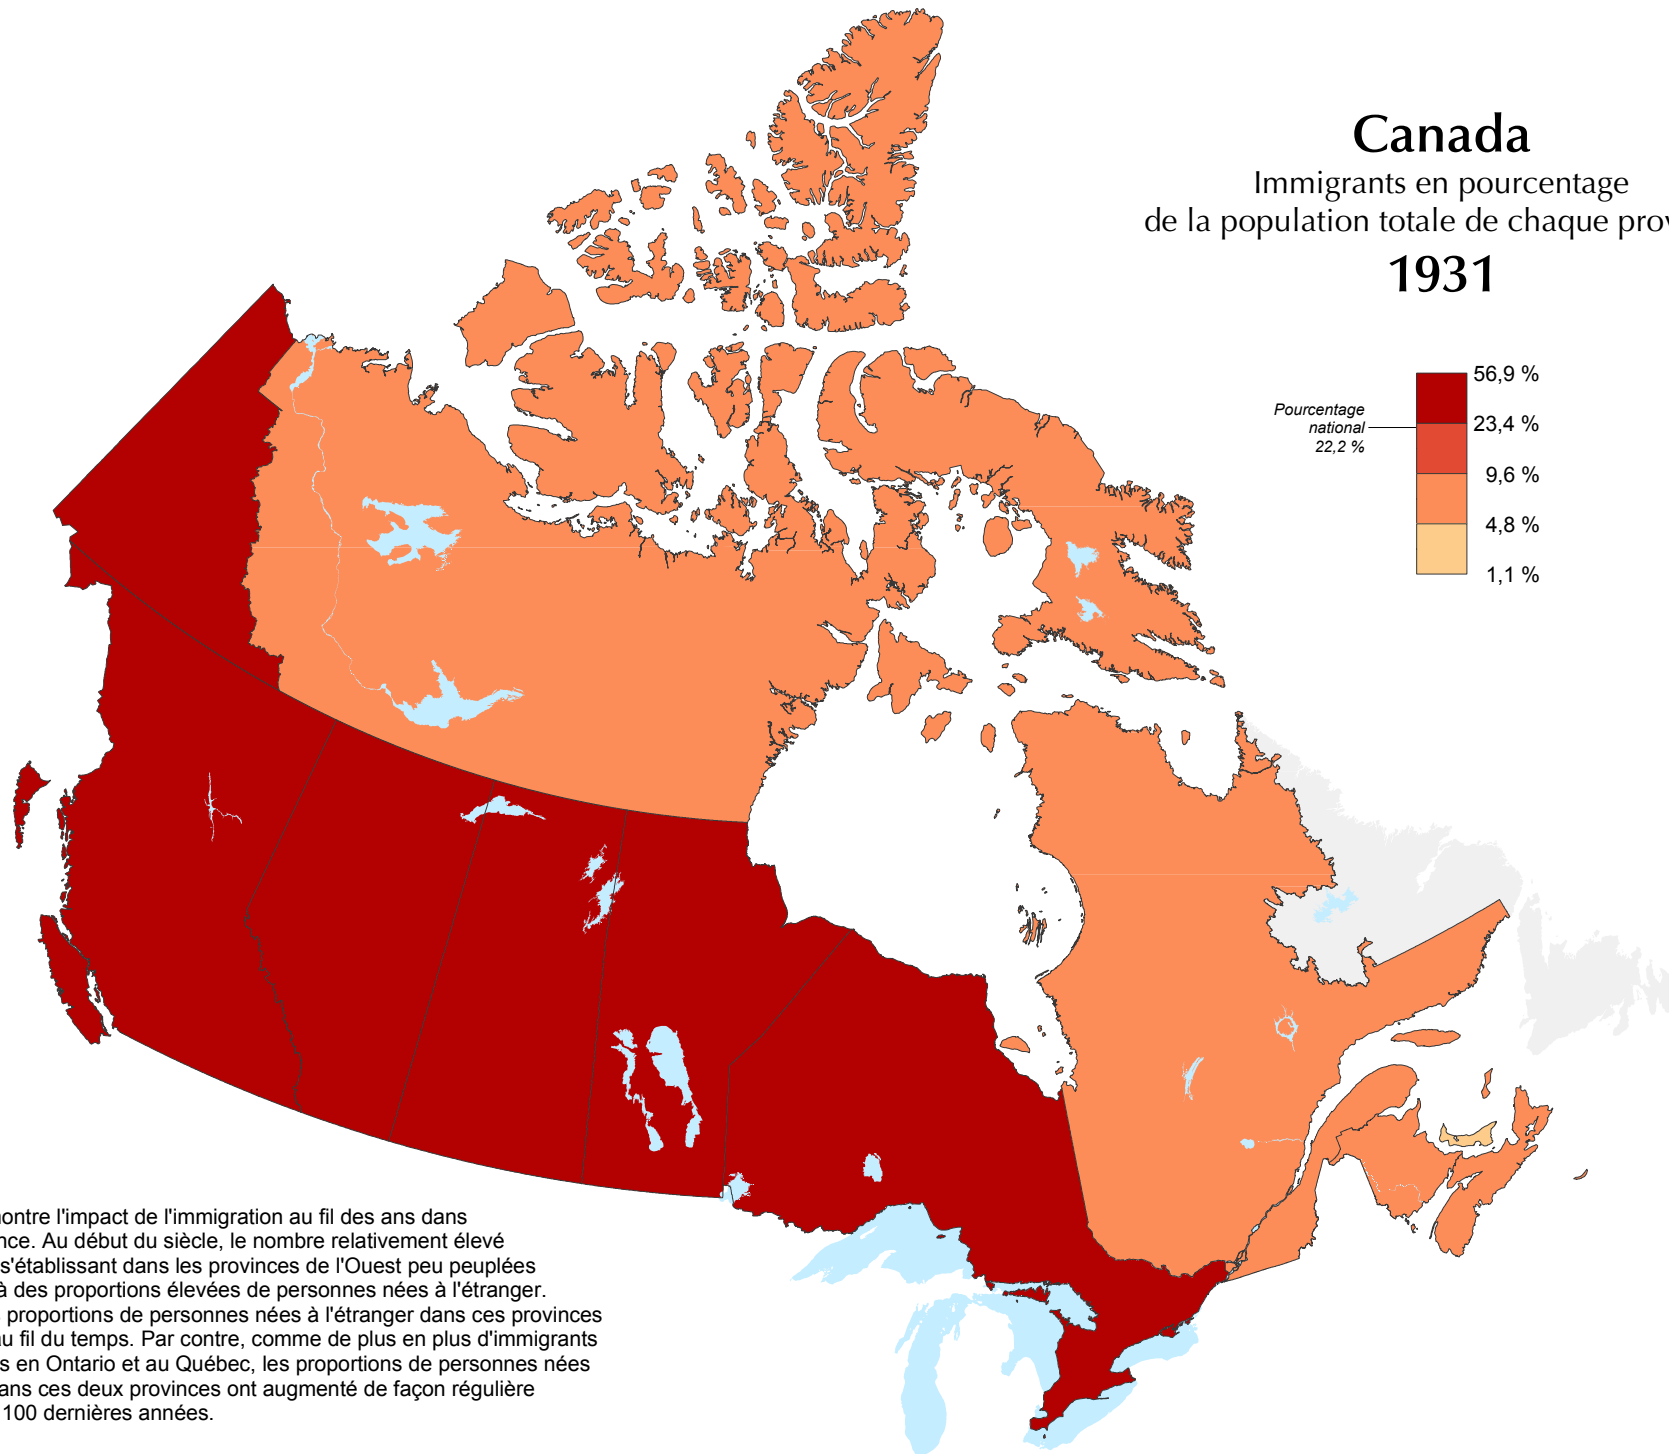 Canada
Immigrants en pourcentage
de la population totale de chaque
1931
56,9 %
Pourcentage
national
22,2 %
23,4 %
9,6 %
4,8 %
1,1 %
l'impact de l'immigration au fil des ans dans
Au début du siècle, le nombre relativement élevé
s'établissant dans les provinces de l'Ouest peu peuplées
à des proportions élevées de personnes nées à l'étranger.
proportions de personnes nées à l'étranger dans ces provinces
au fil du temps. Par contre, comme de plus en plus d'immigrants
en Ontario et au Québec, les proportions de personnes nées
dans ces deux provinces ont augmenté de façon régulière
100 dernières années.